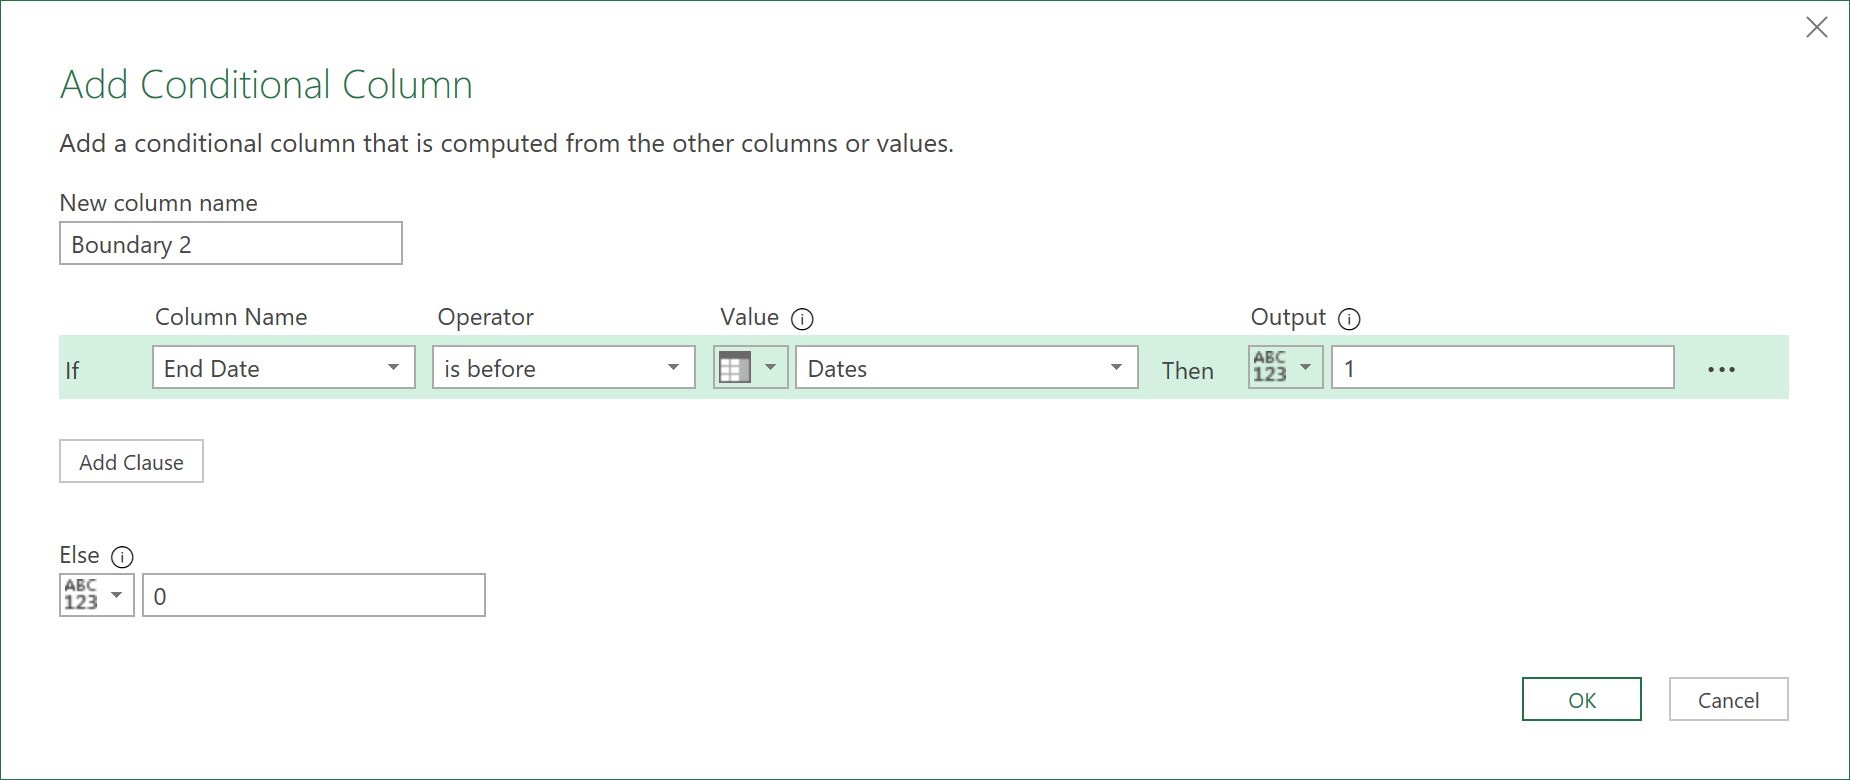 Add Conditional Column
Add a conditional column that is computed from the other columns or values.
New column name
Boundary 2
Column Name Operator Value Output
If End Date is before Dates Then ABC 123 1 ...
Add Clause
Else
ABC 123 0
OK Cancel